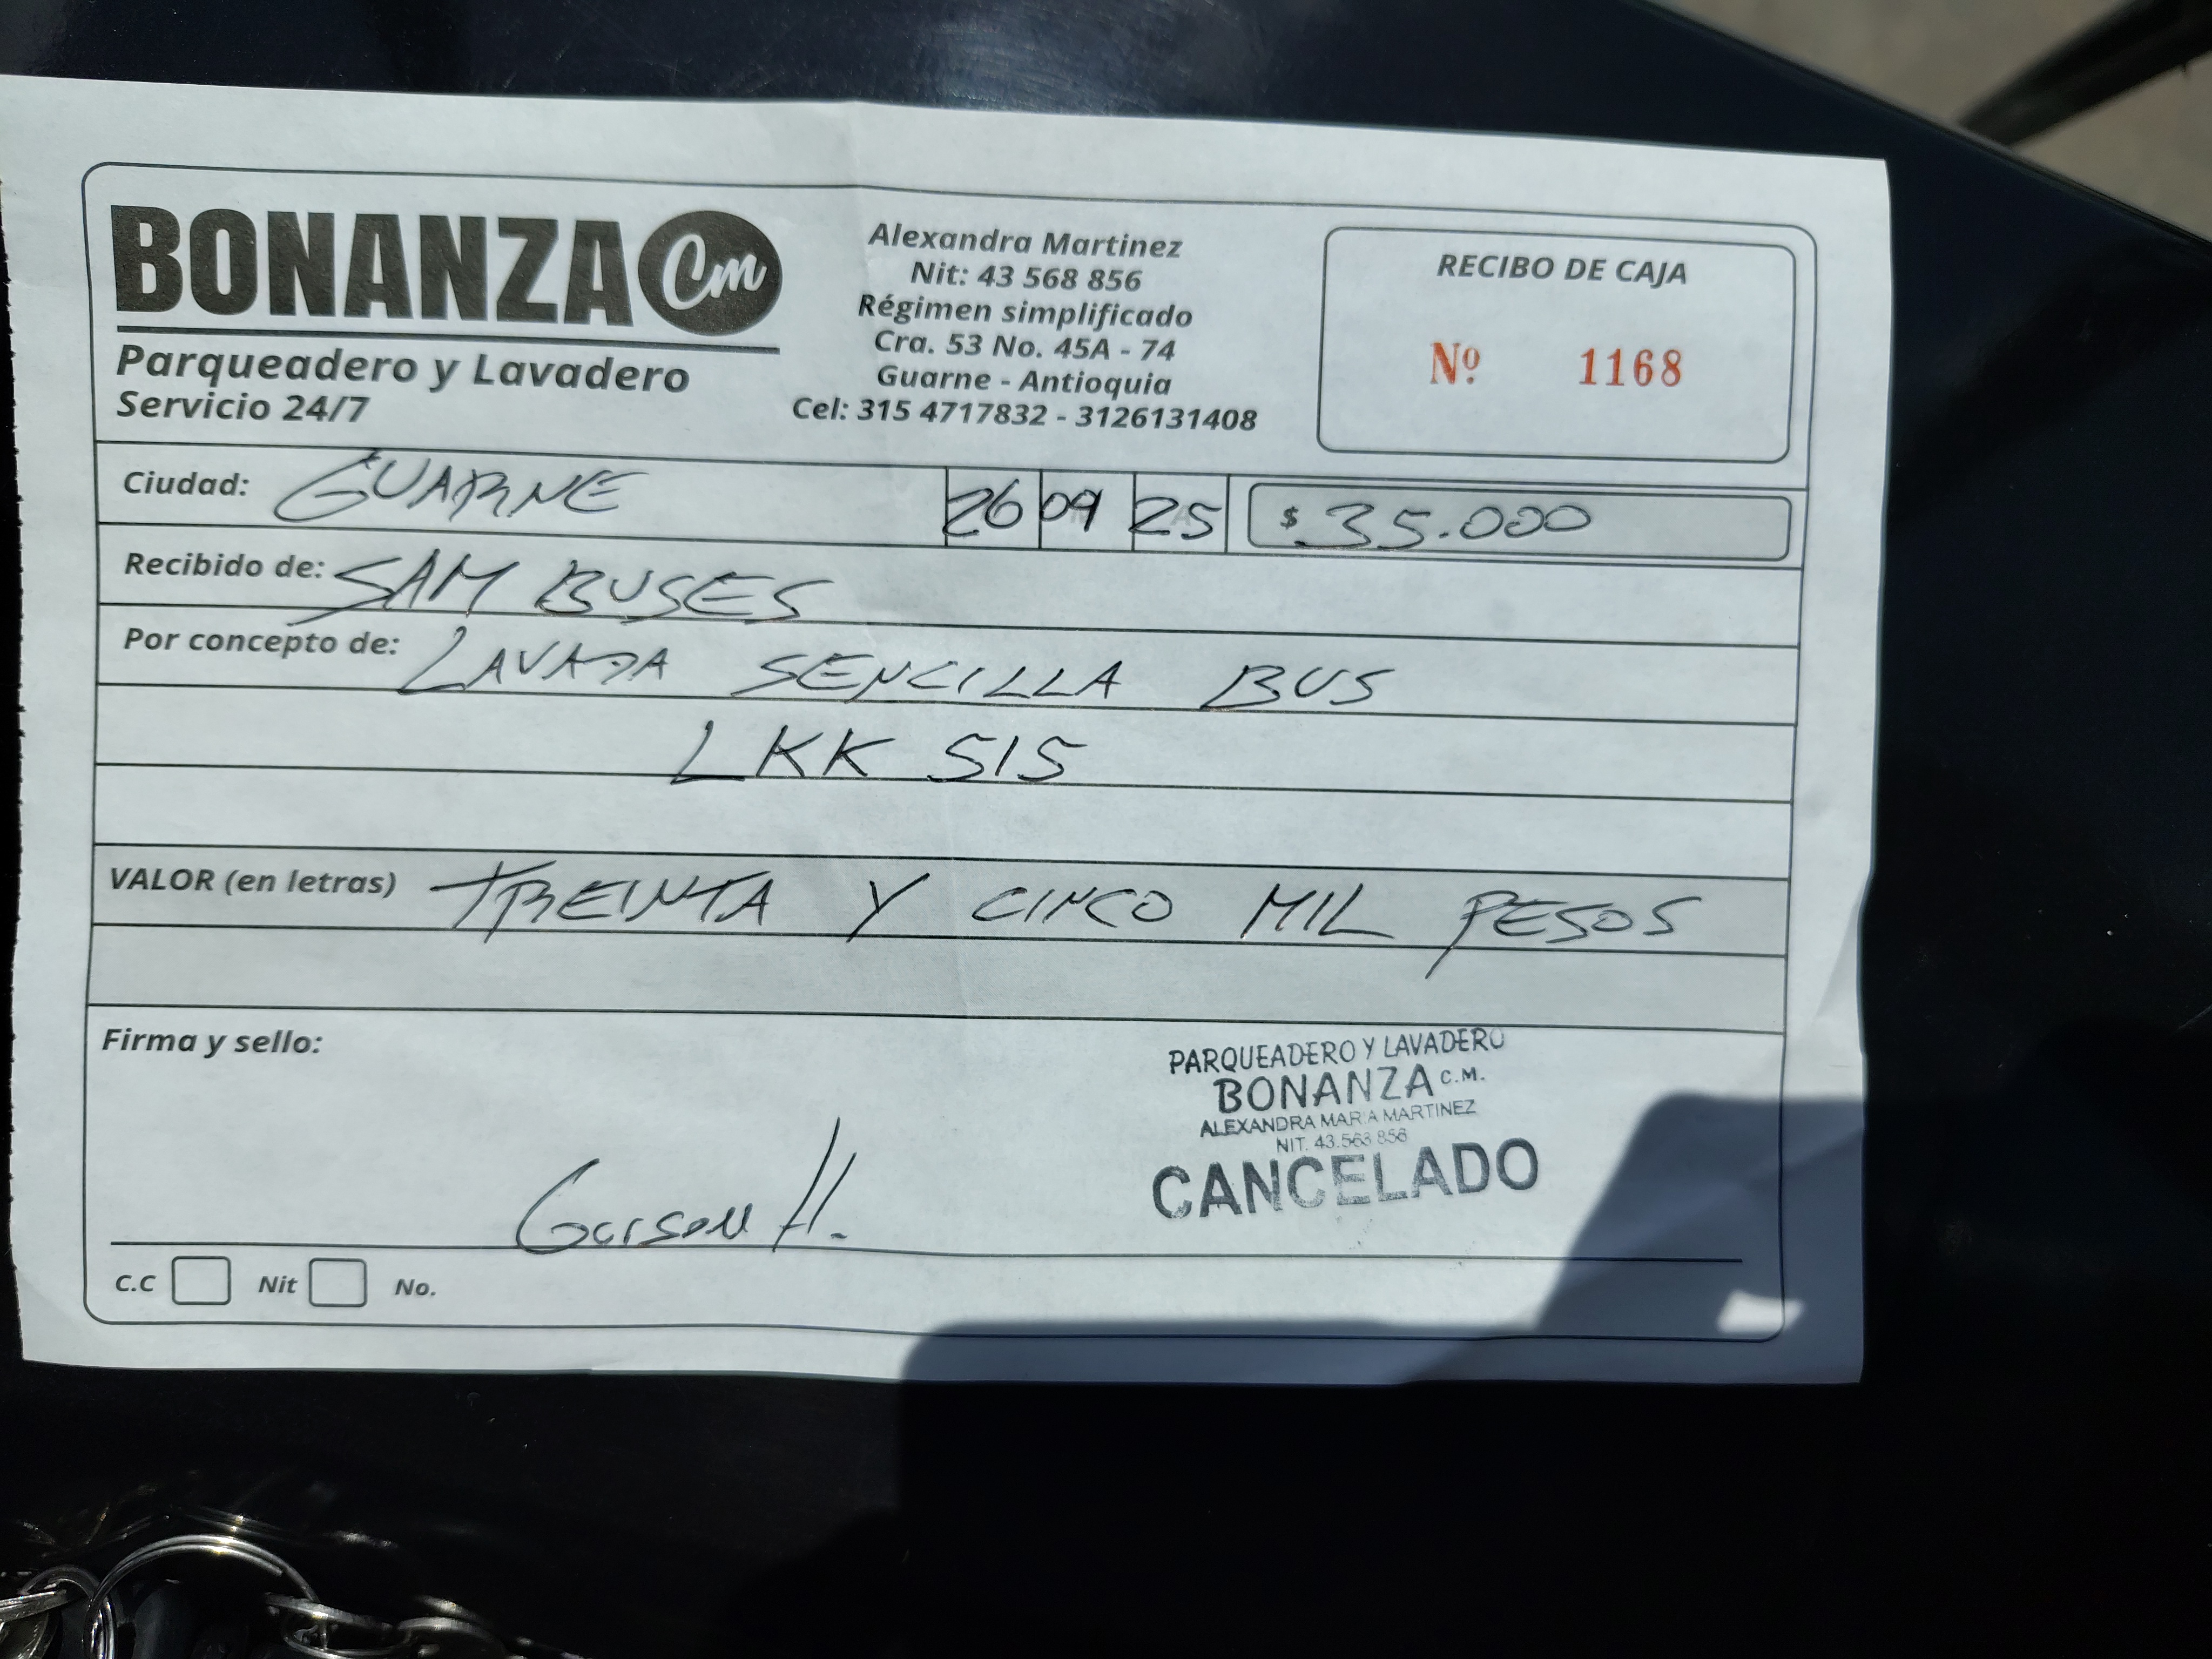 BONANZA Cm
Parqueadero y Lavadero
Servicio 24/7
Alexandra Martinez
Nit: 43 568 856
Régimen simplificado
Cra. 53 No. 45A - 74
Guarne - Antioquia
Cel: 315 4717832 - 3126131408
RECIBO DE CAJA
Nº 1168
Ciudad: GUARNE 26 09 25 $ 35.000
Recibido de: SAM BUSES
Por concepto de: LAVADA SENCILLA BUS
LKK 515
VALOR (en letras) TREINTA Y CINCO MIL PESOS
Firma y sello:
PARQUEADERO Y LAVADERO
BONANZA C.M.
ALEXANDRA MARIA MARTINEZ
NIT. 43.568 856
CANCELADO
H.
C.C Nit No.